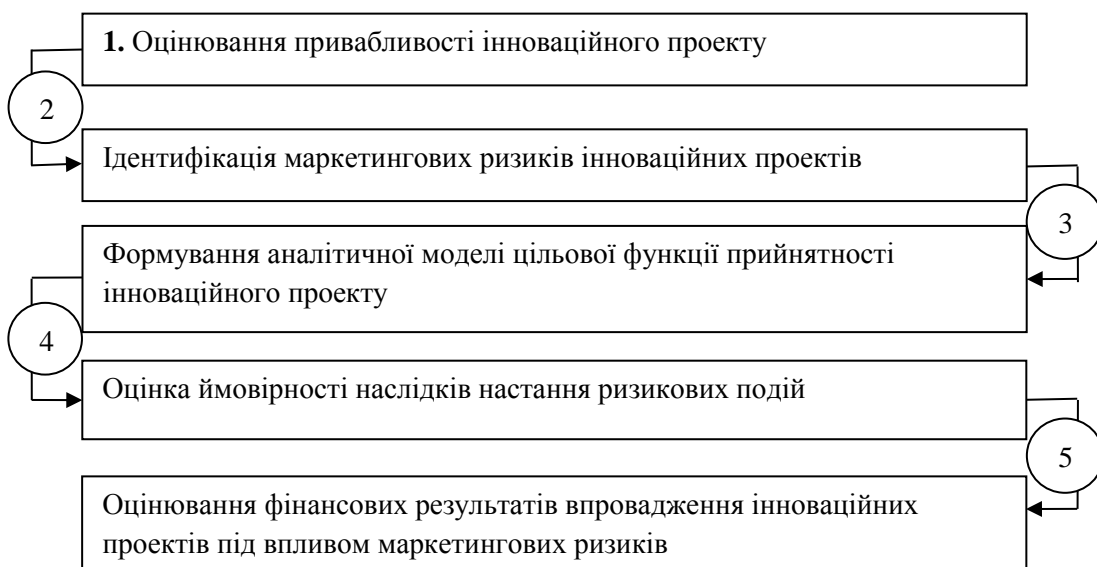 1. Оцінювання привабливості інноваційного проекту
2
Ідентифікація маркетингових ризиків інноваційних проектів
3
Формування аналітичної моделі цільової функції прийнятності
інноваційного проекту
4
Оцінка ймовірності наслідків настання ризикових подій
5
Оцінювання фінансових результатів впровадження інноваційних
проектів під впливом маркетингових ризиків